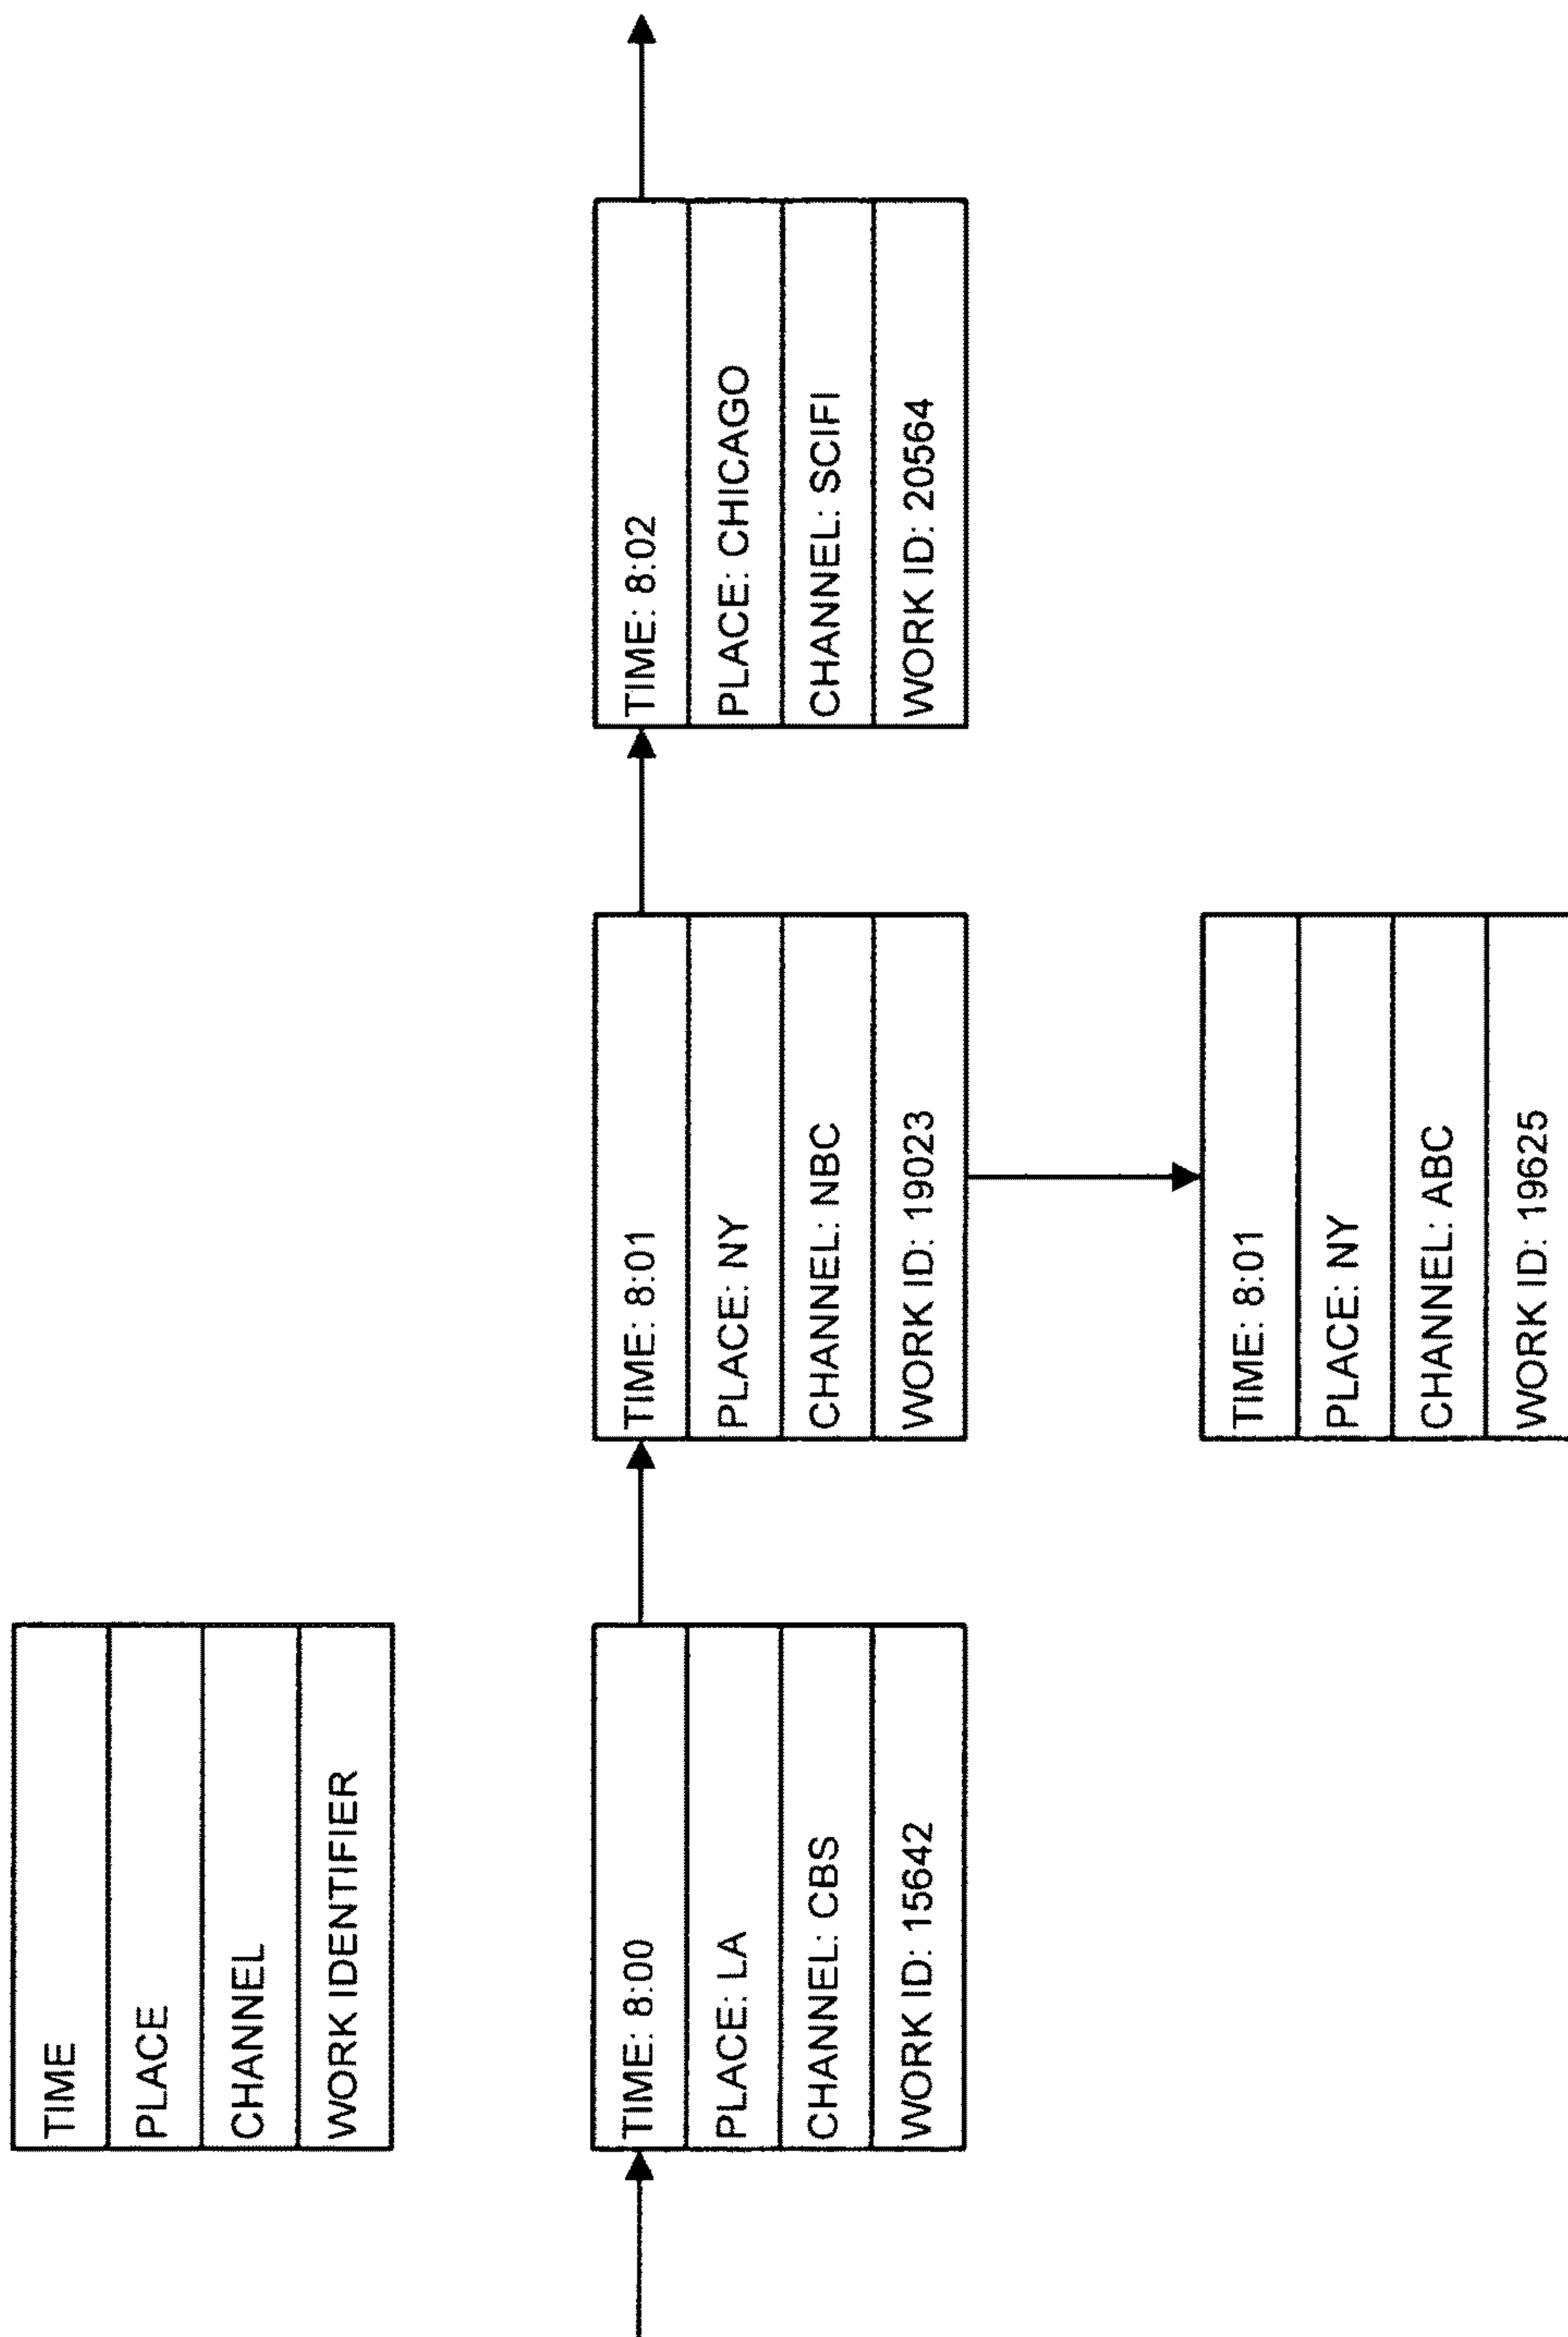 TIME
PLACE
CHANNEL
WORK IDENTIFIER
TIME: 8:00
PLACE: LA
CHANNEL: CBS
WORK ID: 15642
TIME: 8:01
PLACE: NY
CHANNEL: NBC
WORK ID: 19023
TIME: 8:02
PLACE: CHICAGO
CHANNEL: SCIFI
WORK ID: 20564
TIME: 8:01
PLACE: NY
CHANNEL: ABC
WORK ID: 19625